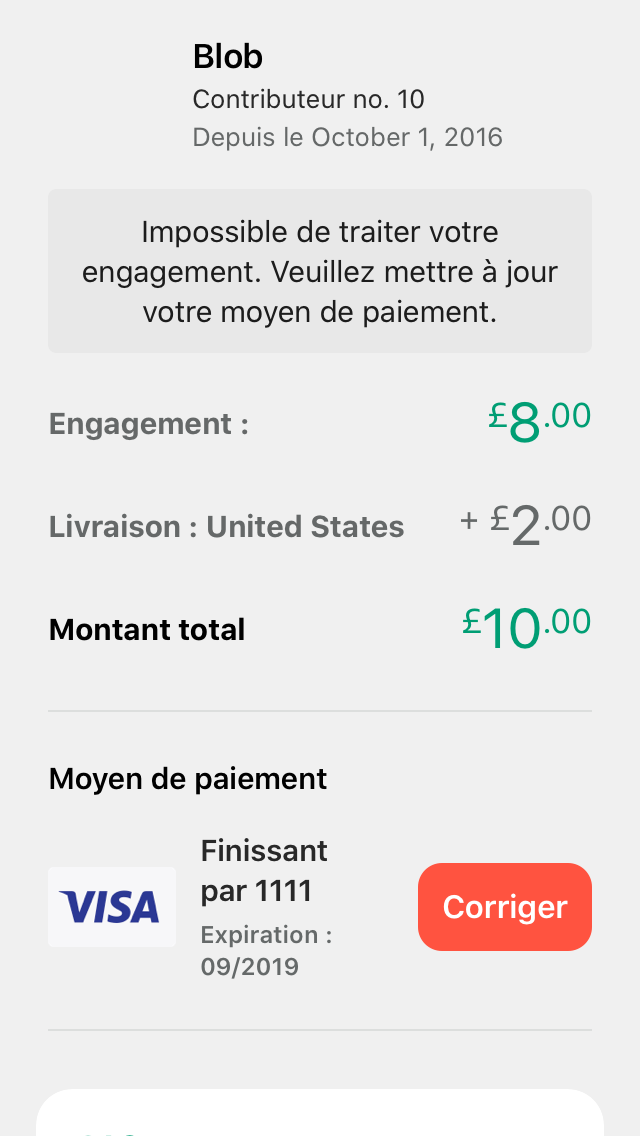 Blob
Contributeur no. 10
Depuis le October 1, 2016
Impossible de traiter votre
engagement. Veuillez mettre à jour
votre moyen de paiement.
Engagement : £8.00
Livraison : United States + £2.00
Montant total £10.00
Moyen de paiement
Finissant
par 1111
VISA
Corriger
Expiration :
09/2019